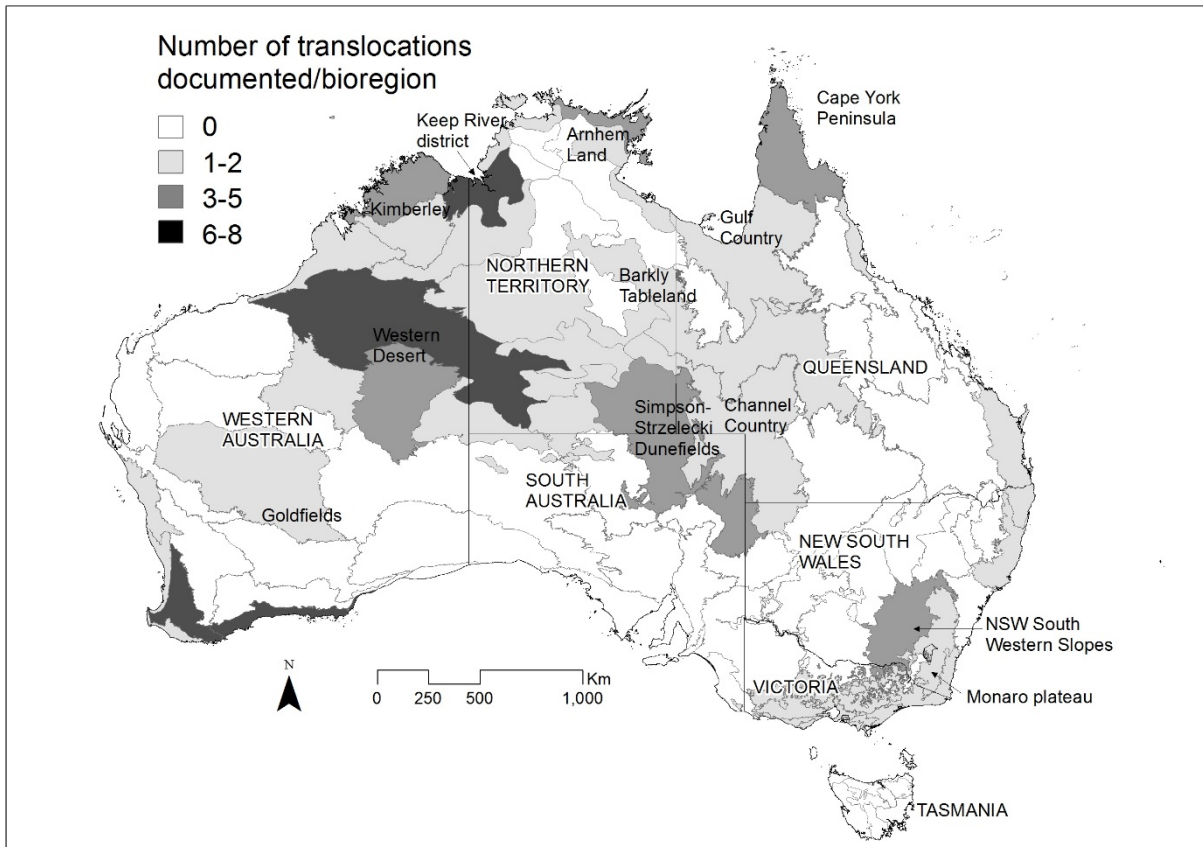 Number of translocations
documented/bioregion
0
1-2
3-5
6-8
Keep River
district
Arnhem
Land
Cape York
Peninsula
Kimberley
Gulf
Country
NORTHERN
TERRITORY
Barkly
Tableland
Western
Desert
QUEENSLAND
WESTERN
AUSTRALIA
Simpson-
Strzelecki
Dunefields
Channel
Country
SOUTH
AUSTRALIA
Goldfields
NEW SOUTH
WALES
NSW South
Western Slopes
N
Km
0 250 500 1,000
VICTORIA
Monaro plateau
TASMANIA